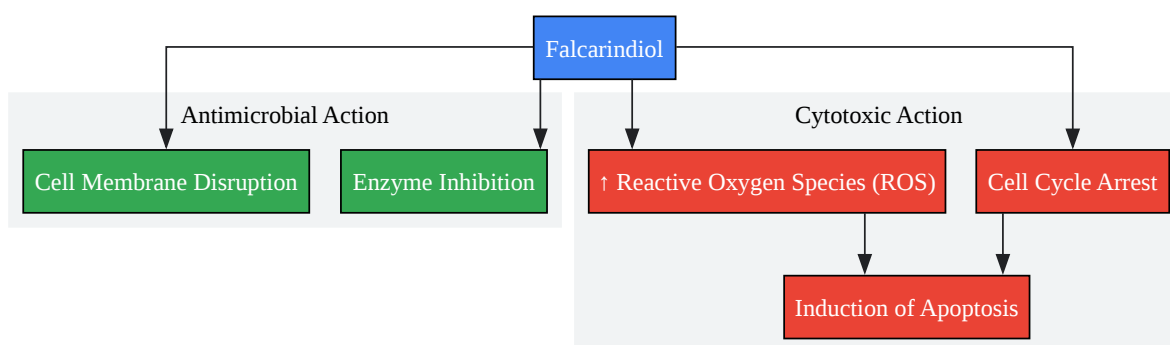 Falcarindiol
Antimicrobial Action
Cytotoxic Action
Cell Membrane Disruption
Enzyme Inhibition
↑ Reactive Oxygen Species (ROS)
Cell Cycle Arrest
Induction of Apoptosis